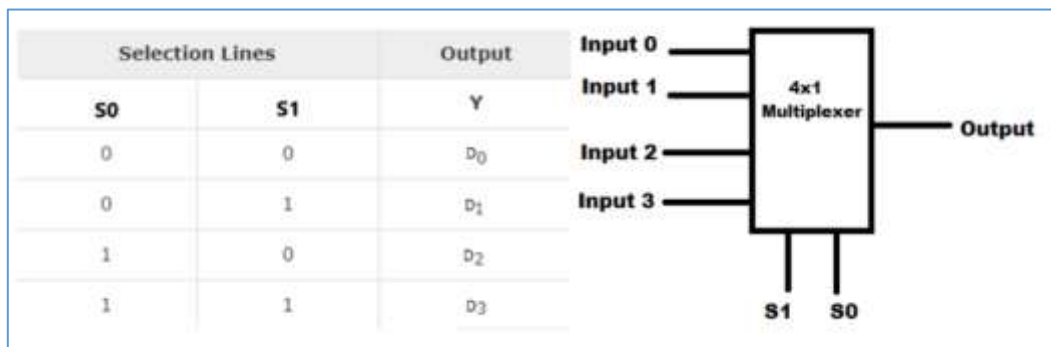 Selection Lines Output
S0 S1 Y
0 0 D0
0 1 D1
1 0 D2
1 1 D3
Input 0
Input 1
4x1
Multiplexer
Output
Input 2
Input 3
S1 S0